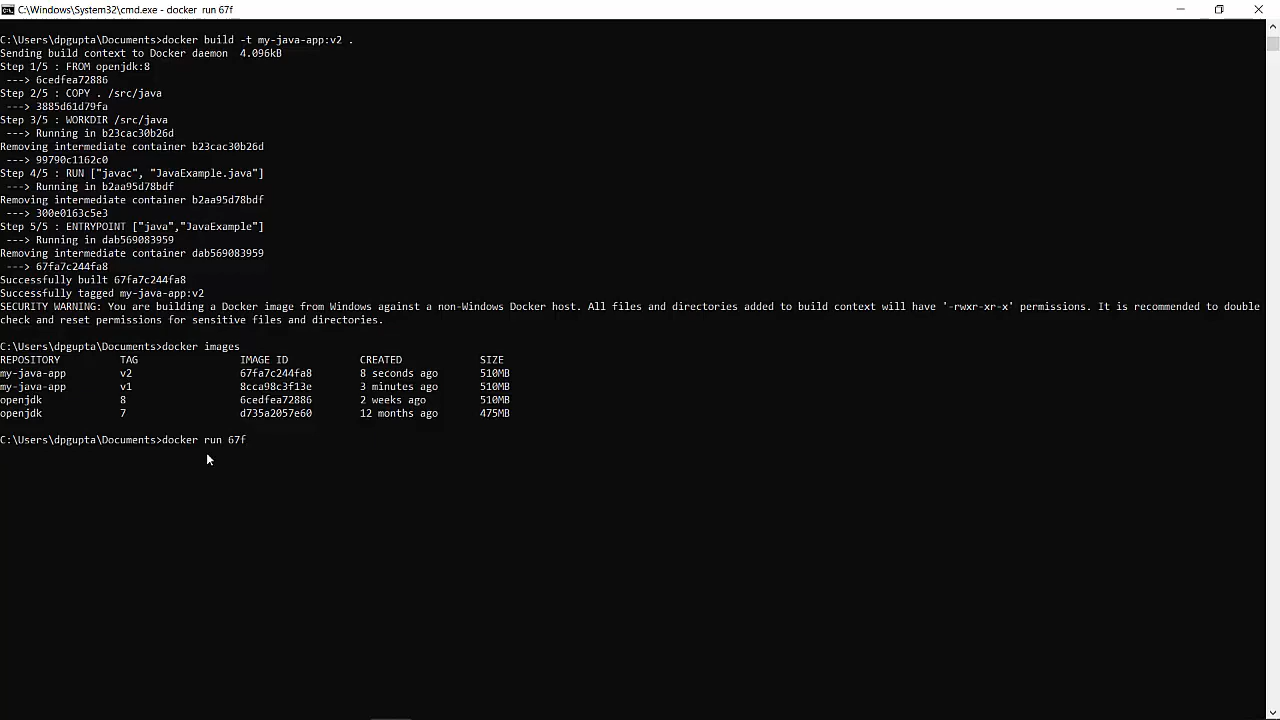 C:\Windows\System32\cmd.exe - docker run 67f
C:\Users\dpgupta\Documents>docker build -t my-java-app:v2 .
Sending build context to Docker daemon  4.096kB
Step 1/5 : FROM openjdk:8
 ---> 6cedfea72886
Step 2/5 : COPY . /src/java
 ---> 3885d61d79fa
Step 3/5 : WORKDIR /src/java
 ---> Running in b23cac30b26d
Removing intermediate container b23cac30b26d
 ---> 99790c1162c0
Step 4/5 : RUN ["javac", "JavaExample.java"]
 ---> Running in b2aa95d78bdf
Removing intermediate container b2aa95d78bdf
 ---> 300e0163c5e3
Step 5/5 : ENTRYPOINT ["java","JavaExample"]
 ---> Running in dab569083959
Removing intermediate container dab569083959
 ---> 67fa7c244fa8
Successfully built 67fa7c244fa8
Successfully tagged my-java-app:v2
SECURITY WARNING: You are building a Docker image from Windows against a non-Windows Docker host. All files and directories added to build context will have '-rwxr-xr-x' permissions. It is recommended to double
check and reset permissions for sensitive files and directories.
C:\Users\dpgupta\Documents>docker images
REPOSITORY          TAG                 IMAGE ID            CREATED             SIZE
my-java-app         v2                  67fa7c244fa8        8 seconds ago       510MB
my-java-app         v1                  8cca98c3f13e        3 minutes ago       510MB
openjdk             8                   6cedfea72886        2 weeks ago         510MB
openjdk             7                   d735a2057e60        12 months ago       475MB
C:\Users\dpgupta\Documents>docker run 67f